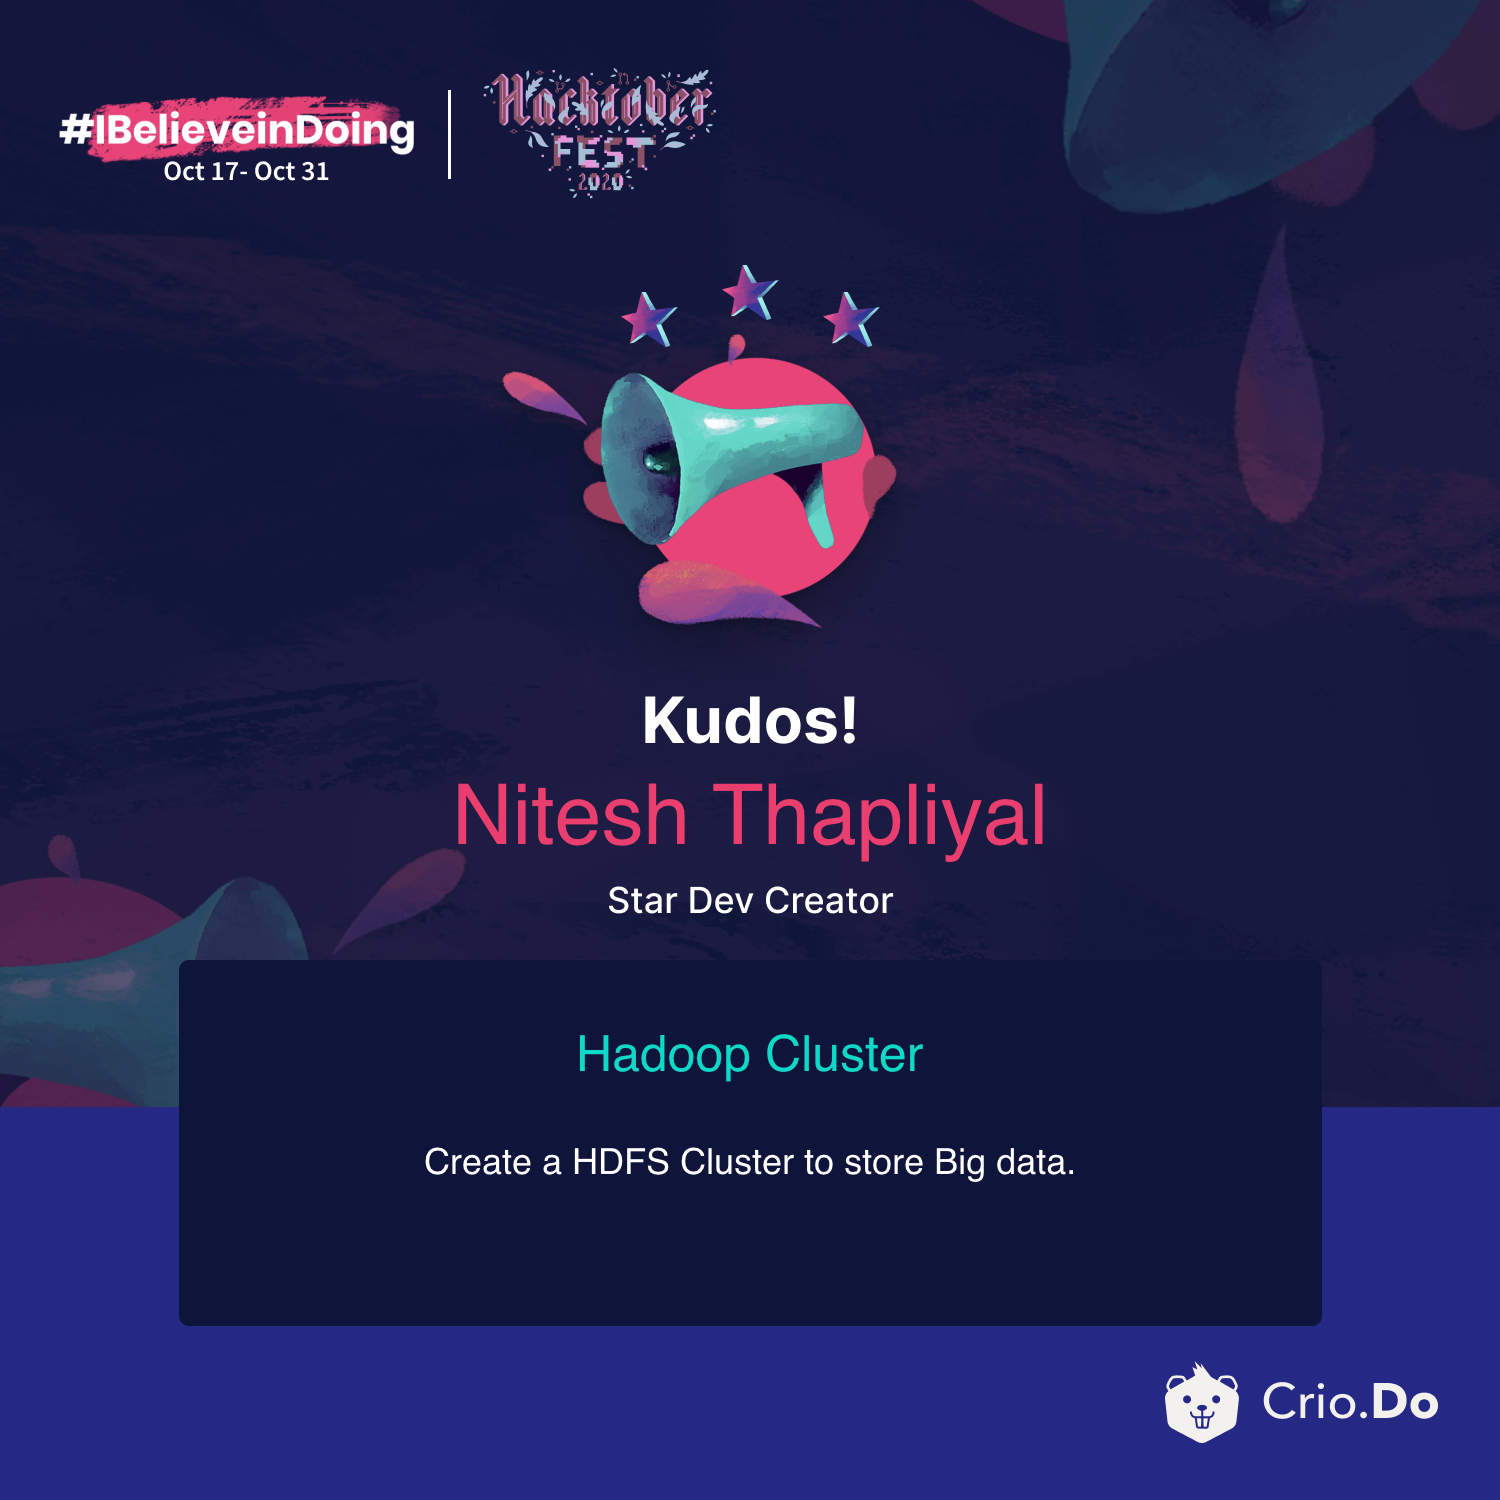 #IBelieveinDoing
Oct 17- Oct 31
Hacktober
FEST
2020
Kudos!
Nitesh Thapliyal
Star Dev Creator
Hadoop Cluster
Create a HDFS Cluster to store Big data.
Crio.Do